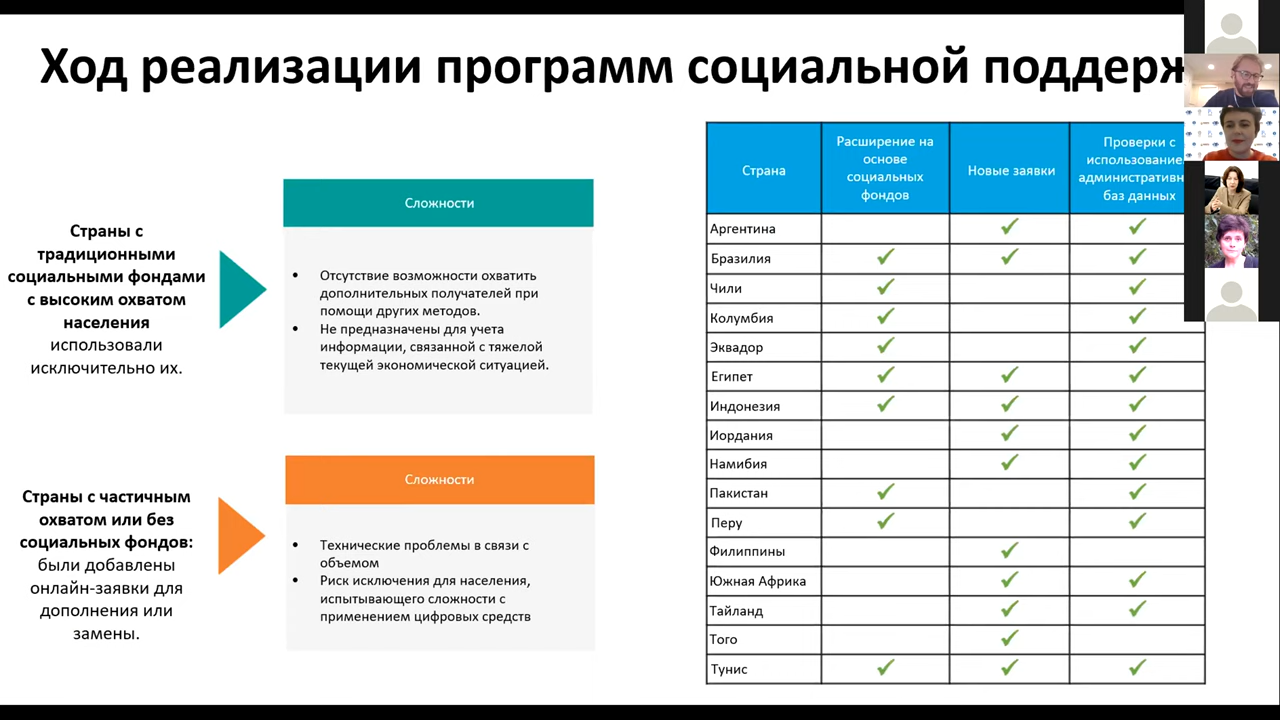 Ход реализации программ социальной
Страны с
традиционными
социальными фондами
с высоким охватом
населения
использовали
исключительно их.
Сложности
• Отсутствие возможности охватить
дополнительных получателей при
помощи других методов.
• Не предназначены для учета
информации, связанной с тяжелой
текущей экономической ситуацией.
Страны с частичным
охватом или без
социальных фондов:
были добавлены
онлайн-заявки для
дополнения или
замены.
Сложности
• Технические проблемы в связи с
объемом
• Риск исключения для населения,
испытывающего сложности с
применением цифровых средств
Страна
Расширение на
основе
социальных
фондов
Новые заявки
Проверки с
баз данных
Аргентина ✓ ✓
Бразилия ✓ ✓ ✓
Чили ✓ ✓
Колумбия ✓ ✓
Эквадор ✓ ✓
Египет ✓ ✓ ✓
Индонезия ✓ ✓ ✓
Иордания ✓ ✓
Намибия ✓ ✓
Пакистан ✓ ✓
Перу ✓ ✓
Филиппины ✓
Южная Африка ✓ ✓
Тайланд ✓ ✓
Того ✓
Тунис ✓ ✓ ✓